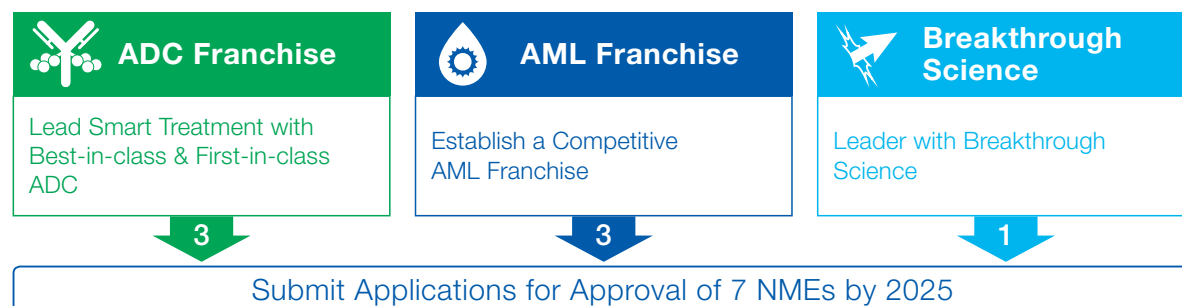 ADC Franchise
Lead Smart Treatment with
Best-in-class & First-in-class
ADC
3
AML Franchise
Establish a Competitive
AML Franchise
3
Breakthrough
Science
Leader with Breakthrough
Science
1
Submit Applications for Approval of 7 NMEs by 2025